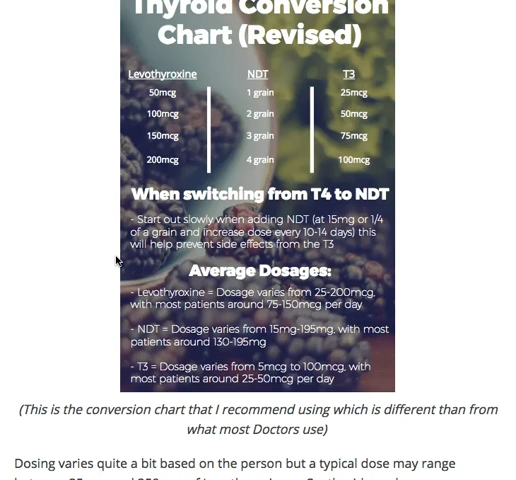 Thyroid Conversion
Chart (Revised)
Levothyroxine NDT T3
50mcg 1 grain 25mcg
100mcg 2 grain 50mcg
150mcg 3 grain 75mcg
200mcg 4 grain 100mcg
When switching from T4 to NDT
- Start out slowly when adding NDT (at 15mg or 1/4
of a grain and increase dose every 10-14 days) this
will help prevent side effects from the T3
Average Dosages:
- Levothyroxine = Dosage varies from 25-200mcg,
with most patients around 75-150mcg per day
- NDT = Dosage varies from 15mg-195mg, with most
patients around 130-195mg
- T3 = Dosage varies from 5mcg to 100mcg, with
most patients around 25-50mcg per day
(This is the conversion chart that I recommend using which is different than from
what most Doctors use)
Dosing varies quite a bit based on the person but a typical dose may range